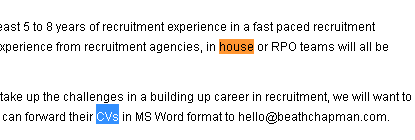 east 5 to 8 years of recruitment experience in a fast paced recruitment
xperience from recruitment agencies, in house or RPO teams will all be
take up the challenges in a building up career in recruitment, we will want to
can forward their CVs in MS Word format to hello@beathchapman.com.